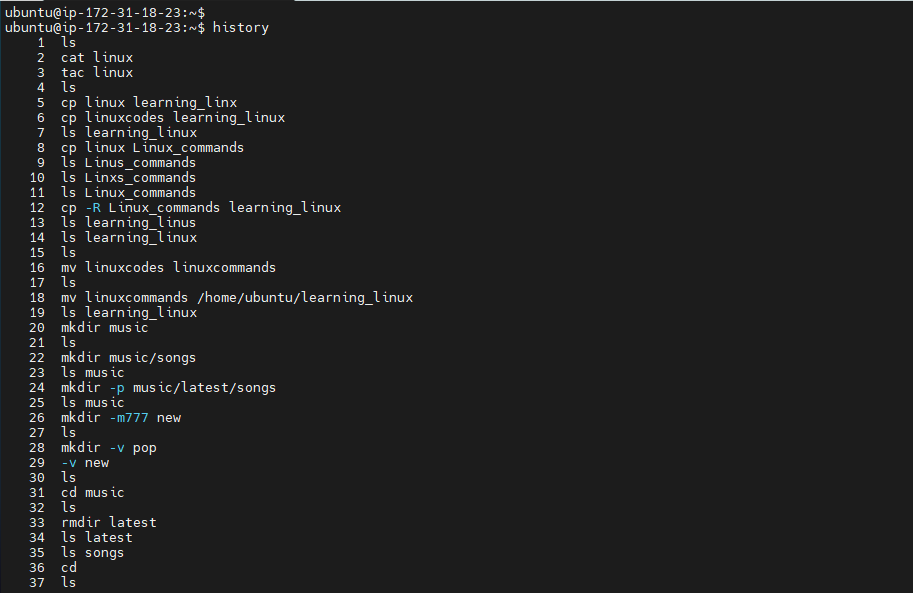 ubuntu@ip-172-31-18-23:~$
ubuntu@ip-172-31-18-23:~$ history
1 ls
2 cat linux
3 tac linux
4 ls
5 cp linux learning_linx
6 cp linuxcodes learning_linux
7 ls learning_linux
8 cp linux Linux_commands
9 ls Linus_commands
10 ls Linxs_commands
11 ls Linux_commands
12 cp -R Linux_commands learning_linux
13 ls learning_linus
14 ls learning_linux
15 ls
16 mv linuxcodes linuxcommands
17 ls
18 mv linuxcommands /home/ubuntu/learning_linux
19 ls learning_linux
20 mkdir music
21 ls
22 mkdir music/songs
23 ls music
24 mkdir -p music/latest/songs
25 ls music
26 mkdir -m777 new
27 ls
28 mkdir -v pop
29 -v new
30 ls
31 cd music
32 ls
33 rmdir latest
34 ls latest
35 ls songs
36 cd
37 ls